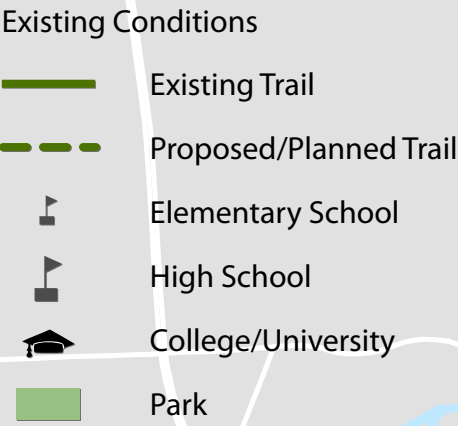 Existing Conditions
Existing Trail
Proposed/Planned Trail
Elementary School
High School
College/University
Park